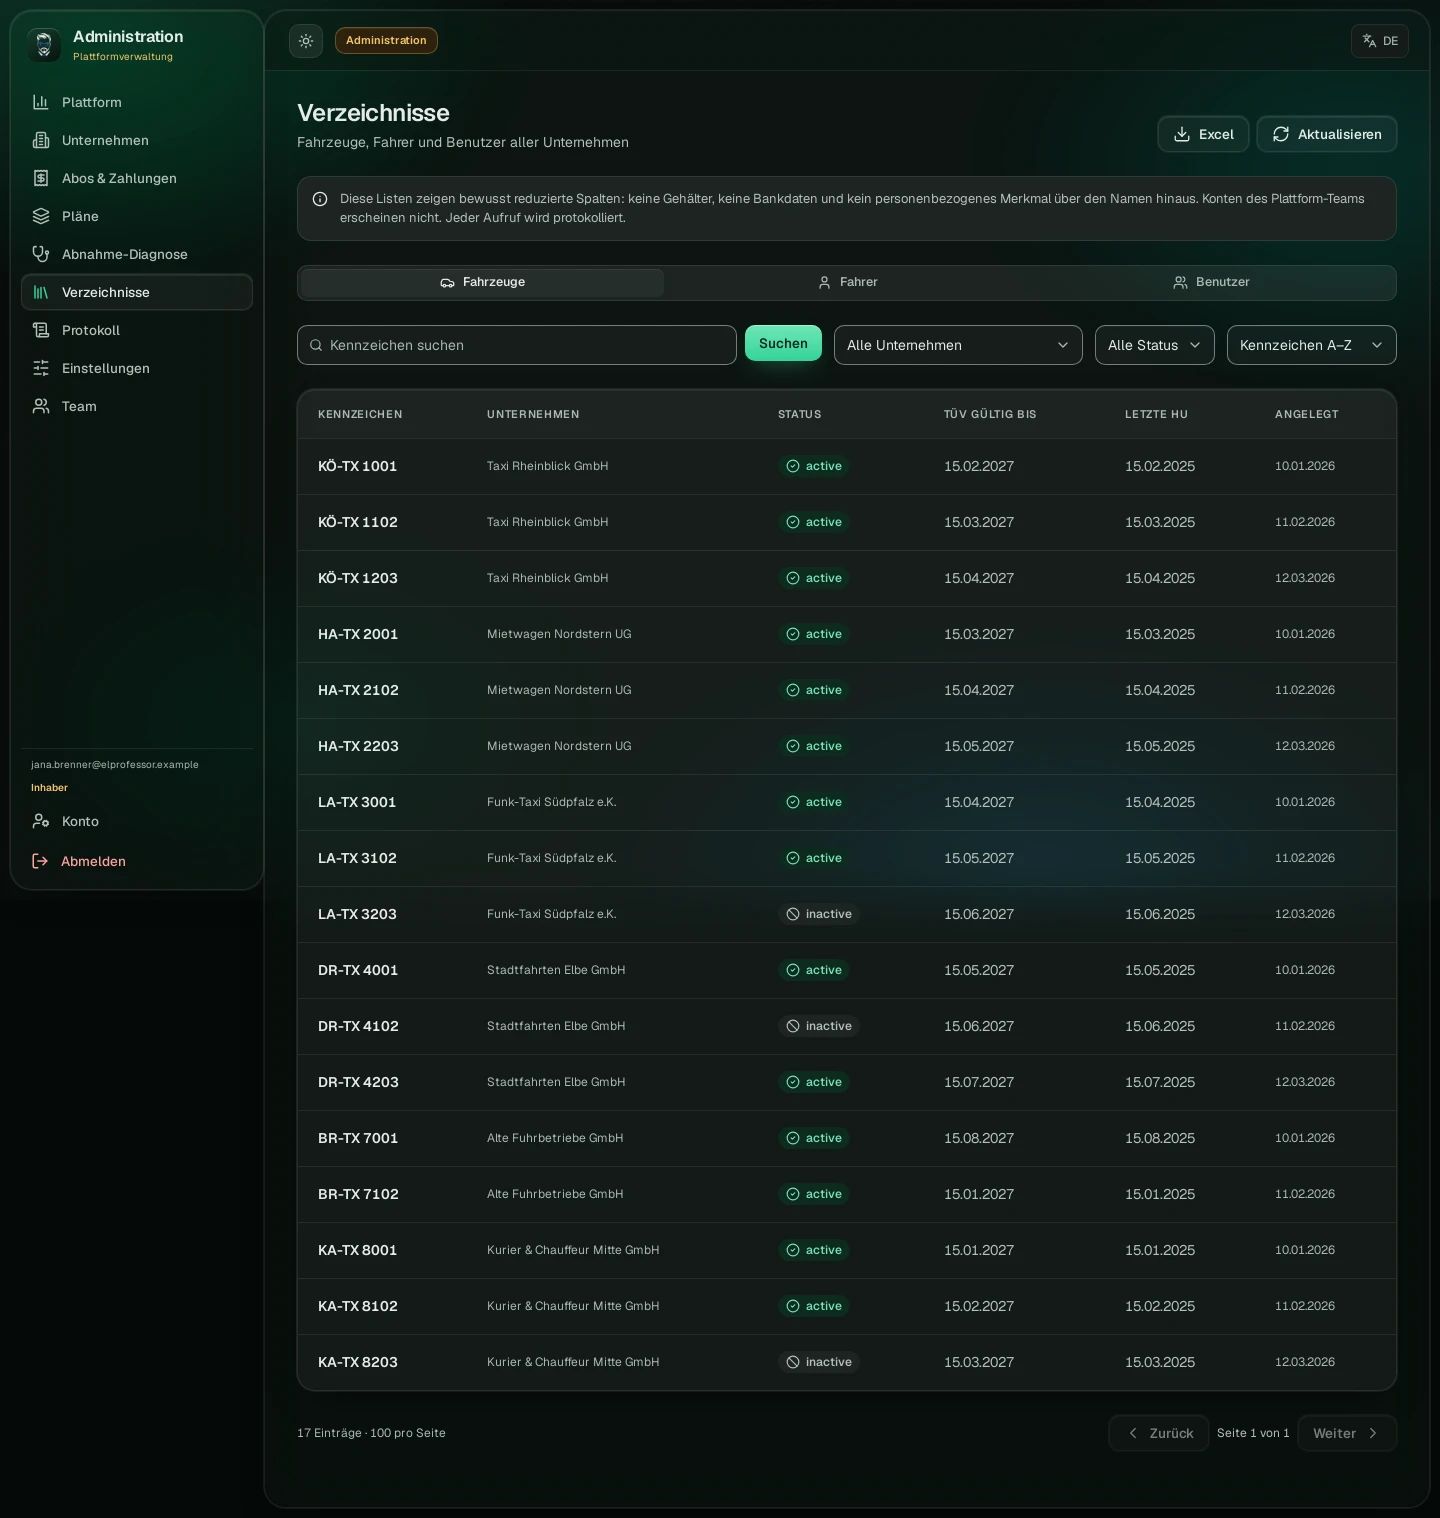 Administration
Plattformverwaltung
Plattform
Unternehmen
Abos & Zahlungen
Pläne
Abnahme-Diagnose
Verzeichnisse
Protokoll
Einstellungen
Team
jana.brenner@elprofessor.example
Inhaber
Konto
Abmelden
Administration
DE
Verzeichnisse
Fahrzeuge, Fahrer und Benutzer aller Unternehmen
Excel
Aktualisieren
Diese Listen zeigen bewusst reduzierte Spalten: keine Gehälter, keine Bankdaten und kein personenbezogenes Merkmal über den Namen hinaus. Konten des Plattform-Teams
erscheinen nicht. Jeder Aufruf wird protokolliert.
Fahrzeuge
Fahrer
Benutzer
Kennzeichen suchen
Suchen
Alle Unternehmen
Alle Status
Kennzeichen A–Z
KENNZEICHEN UNTERNEHMEN STATUS TÜV GÜLTIG BIS LETZTE HU ANGELEGT
KÖ-TX 1001 Taxi Rheinblick GmbH active 15.02.2027 15.02.2025 10.01.2026
KÖ-TX 1102 Taxi Rheinblick GmbH active 15.03.2027 15.03.2025 11.02.2026
KÖ-TX 1203 Taxi Rheinblick GmbH active 15.04.2027 15.04.2025 12.03.2026
HA-TX 2001 Mietwagen Nordstern UG active 15.03.2027 15.03.2025 10.01.2026
HA-TX 2102 Mietwagen Nordstern UG active 15.04.2027 15.04.2025 11.02.2026
HA-TX 2203 Mietwagen Nordstern UG active 15.05.2027 15.05.2025 12.03.2026
LA-TX 3001 Funk-Taxi Südpfalz e.K. active 15.04.2027 15.04.2025 10.01.2026
LA-TX 3102 Funk-Taxi Südpfalz e.K. active 15.05.2027 15.05.2025 11.02.2026
LA-TX 3203 Funk-Taxi Südpfalz e.K. inactive 15.06.2027 15.06.2025 12.03.2026
DR-TX 4001 Stadtfahrten Elbe GmbH active 15.05.2027 15.05.2025 10.01.2026
DR-TX 4102 Stadtfahrten Elbe GmbH inactive 15.06.2027 15.06.2025 11.02.2026
DR-TX 4203 Stadtfahrten Elbe GmbH active 15.07.2027 15.07.2025 12.03.2026
BR-TX 7001 Alte Fuhrbetriebe GmbH active 15.08.2027 15.08.2025 10.01.2026
BR-TX 7102 Alte Fuhrbetriebe GmbH active 15.01.2027 15.01.2025 11.02.2026
KA-TX 8001 Kurier & Chauffeur Mitte GmbH active 15.01.2027 15.01.2025 10.01.2026
KA-TX 8102 Kurier & Chauffeur Mitte GmbH active 15.02.2027 15.02.2025 11.02.2026
KA-TX 8203 Kurier & Chauffeur Mitte GmbH inactive 15.03.2027 15.03.2025 12.03.2026
17 Einträge · 100 pro Seite
Zurück
Seite 1 von 1
Weiter